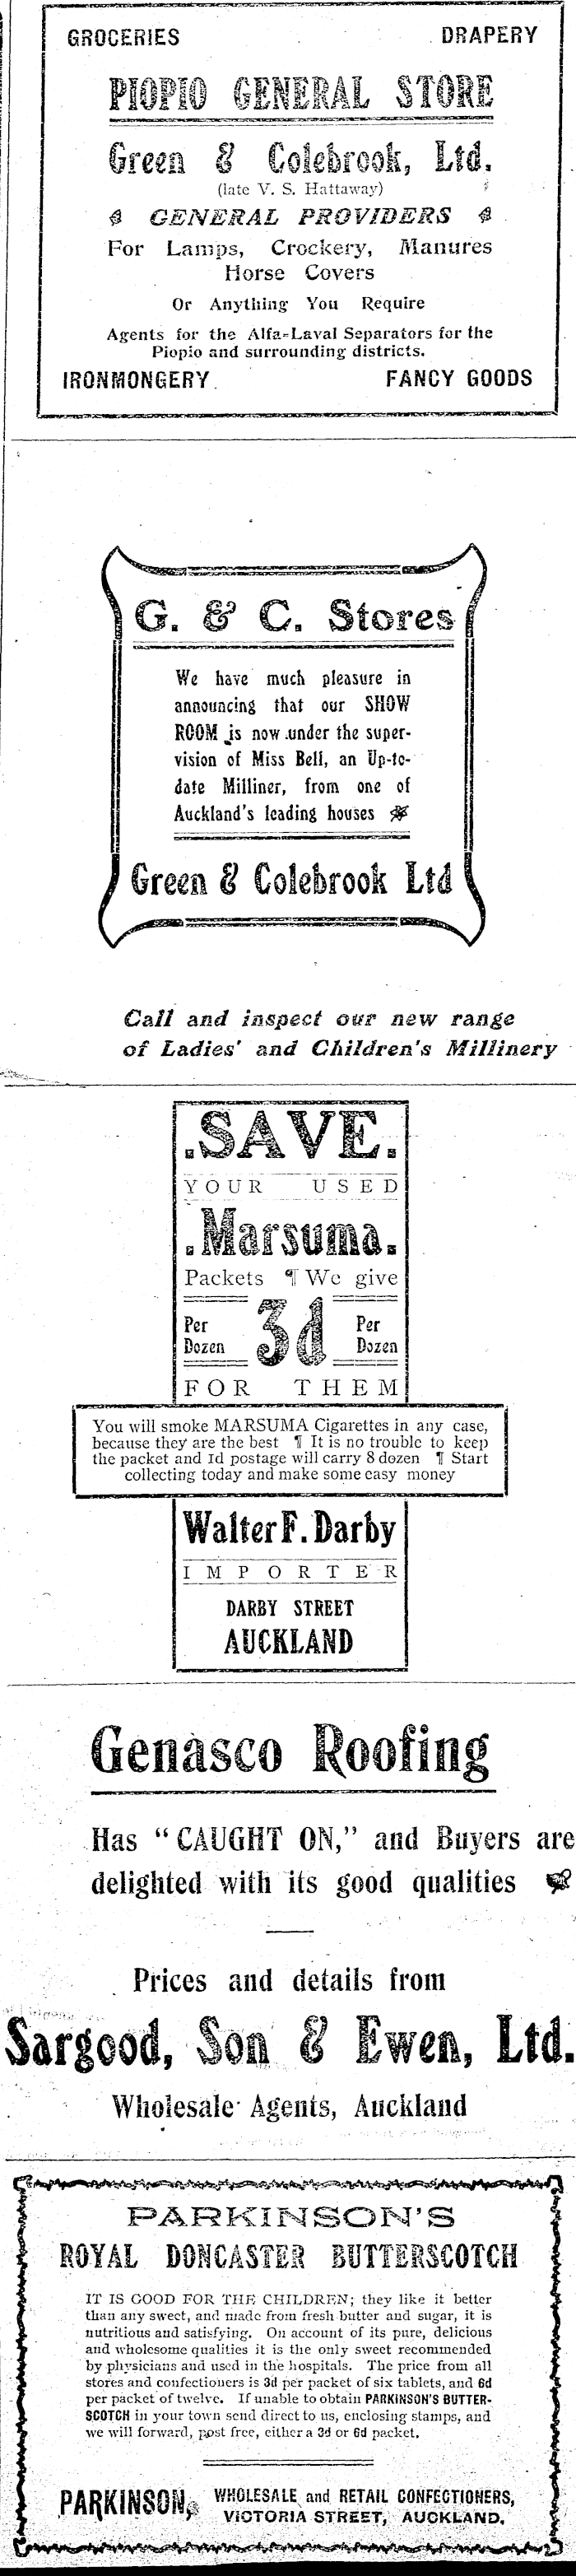 GROCERIES DRAPERY
PIOPIO GENERAL STORE
Green & Colebrook, Ltd.
(late V. S. Hattaway)
GENERAL PROVIDERS
For Lamps, Crockery, Manures
Horse Covers
Or Anything You Require
Agents for the Alfa-Laval Separators for the
Piopio and surrounding districts.
IRONMONGERY FANCY GOODS
G. & C. Stores
We have much pleasure in
announcing that our SHOW
ROOM is now under the super-
vision of Miss Bell, an Up-to-
date Milliner, from one of
Auckland's leading houses
Green & Colebrook Ltd
Call and inspect our new range
of Ladies' and Children's Millinery
.SAVE.
YOUR USED
.Marsuma.
Packets ¶ We give
Per Dozen 3d Per Dozen
FOR THEM
You will smoke MARSUMA Cigarettes in any case,
because they are the best ¶ It is no trouble to keep
the packet and 1d postage will carry 8 dozen ¶ Start
collecting today and make some easy money
Walter F. Darby
IMPORTER
DARBY STREET
AUCKLAND
Genasco Roofing
Has "CAUGHT ON," and Buyers are
delighted with its good qualities
Prices and details from
Sargood, Son & Ewen, Ltd.
Wholesale Agents, Auckland
PARKINSON'S
ROYAL DONCASTER BUTTERSCOTCH
IT IS GOOD FOR THE CHILDREN; they like it better
than any sweet, and made from fresh butter and sugar, it is
nutritious and satisfying. On account of its pure, delicious
and wholesome qualities it is the only sweet recommended
by physicians and used in the hospitals. The price from all
stores and confectioners is 3d per packet of six tablets, and 6d
per packet of twelve. If unable to obtain PARKINSON'S BUTTER-
SCOTCH in your town send direct to us, enclosing stamps, and
we will forward, post free, either a 3d or 6d packet.
PARKINSON, WHOLESALE and RETAIL CONFECTIONERS,
VICTORIA STREET, AUCKLAND.